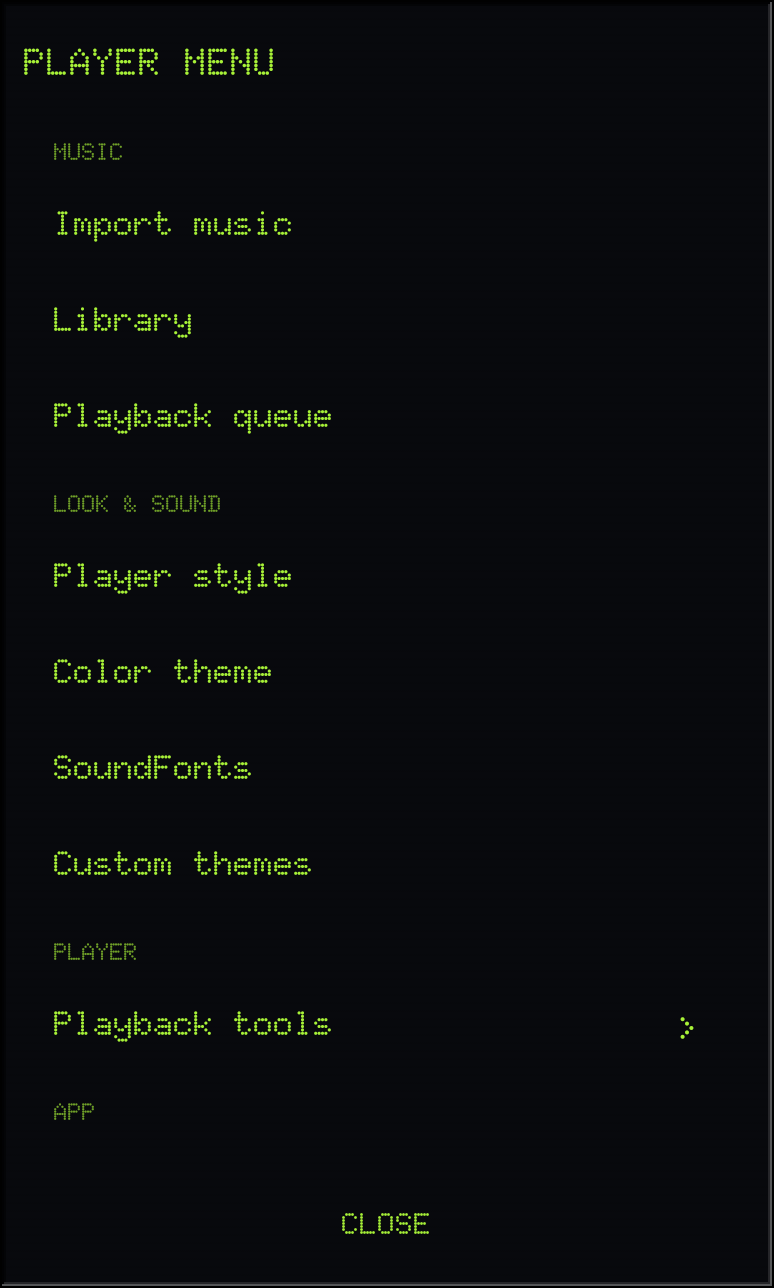 PLAYER MENU
MUSIC
Import music
Library
Playback queue
LOOK & SOUND
Player style
Color theme
SoundFonts
Custom themes
PLAYER
Playback tools >
APP
CLOSE